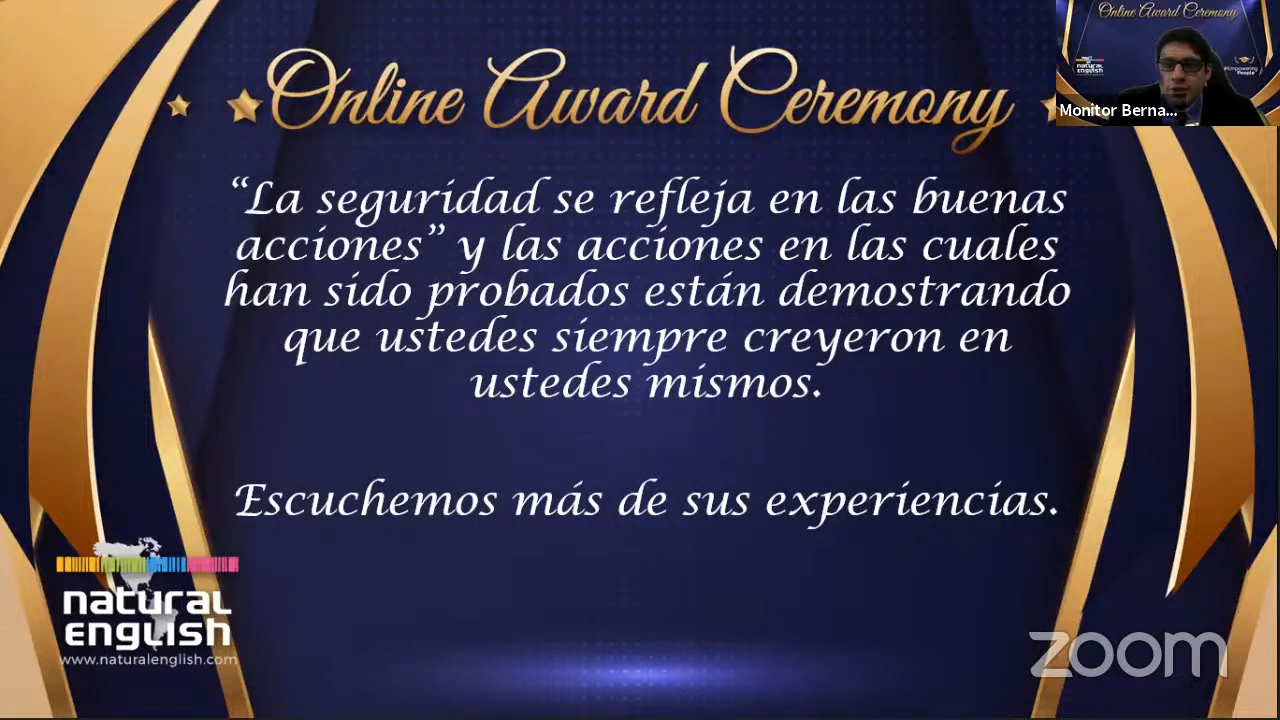 Online Award Ceremony
“La seguridad se refleja en las buenas
acciones” y las acciones en las cuales
han sido probados están demostrando
que ustedes siempre creyeron en
ustedes mismos.
Escuchemos más de sus experiencias.
natural
english
www.naturalenglish.com
zoom
Online Award Ceremony
natural
english
#Empowering
People
Monitor Berna...